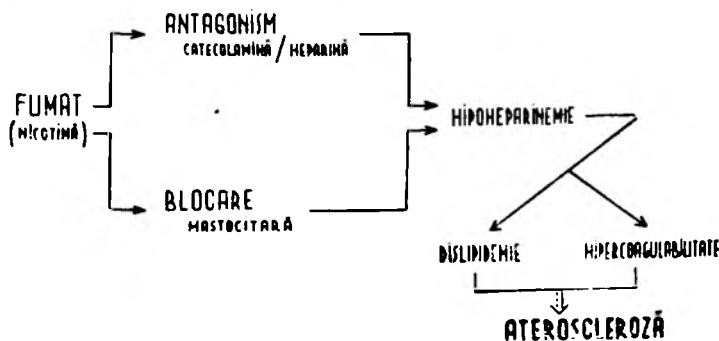 ANTAGONISM
CATECOLAMINĂ / HEPARINĂ
FUMAT
(NICOTINĂ)
HIPOHEPARINEMIE
BLOCARE
MASTOCITARĂ
DISLIPIDEMIE
HIPERCOAGULABILITATE
ATEROSCLEROZĂ